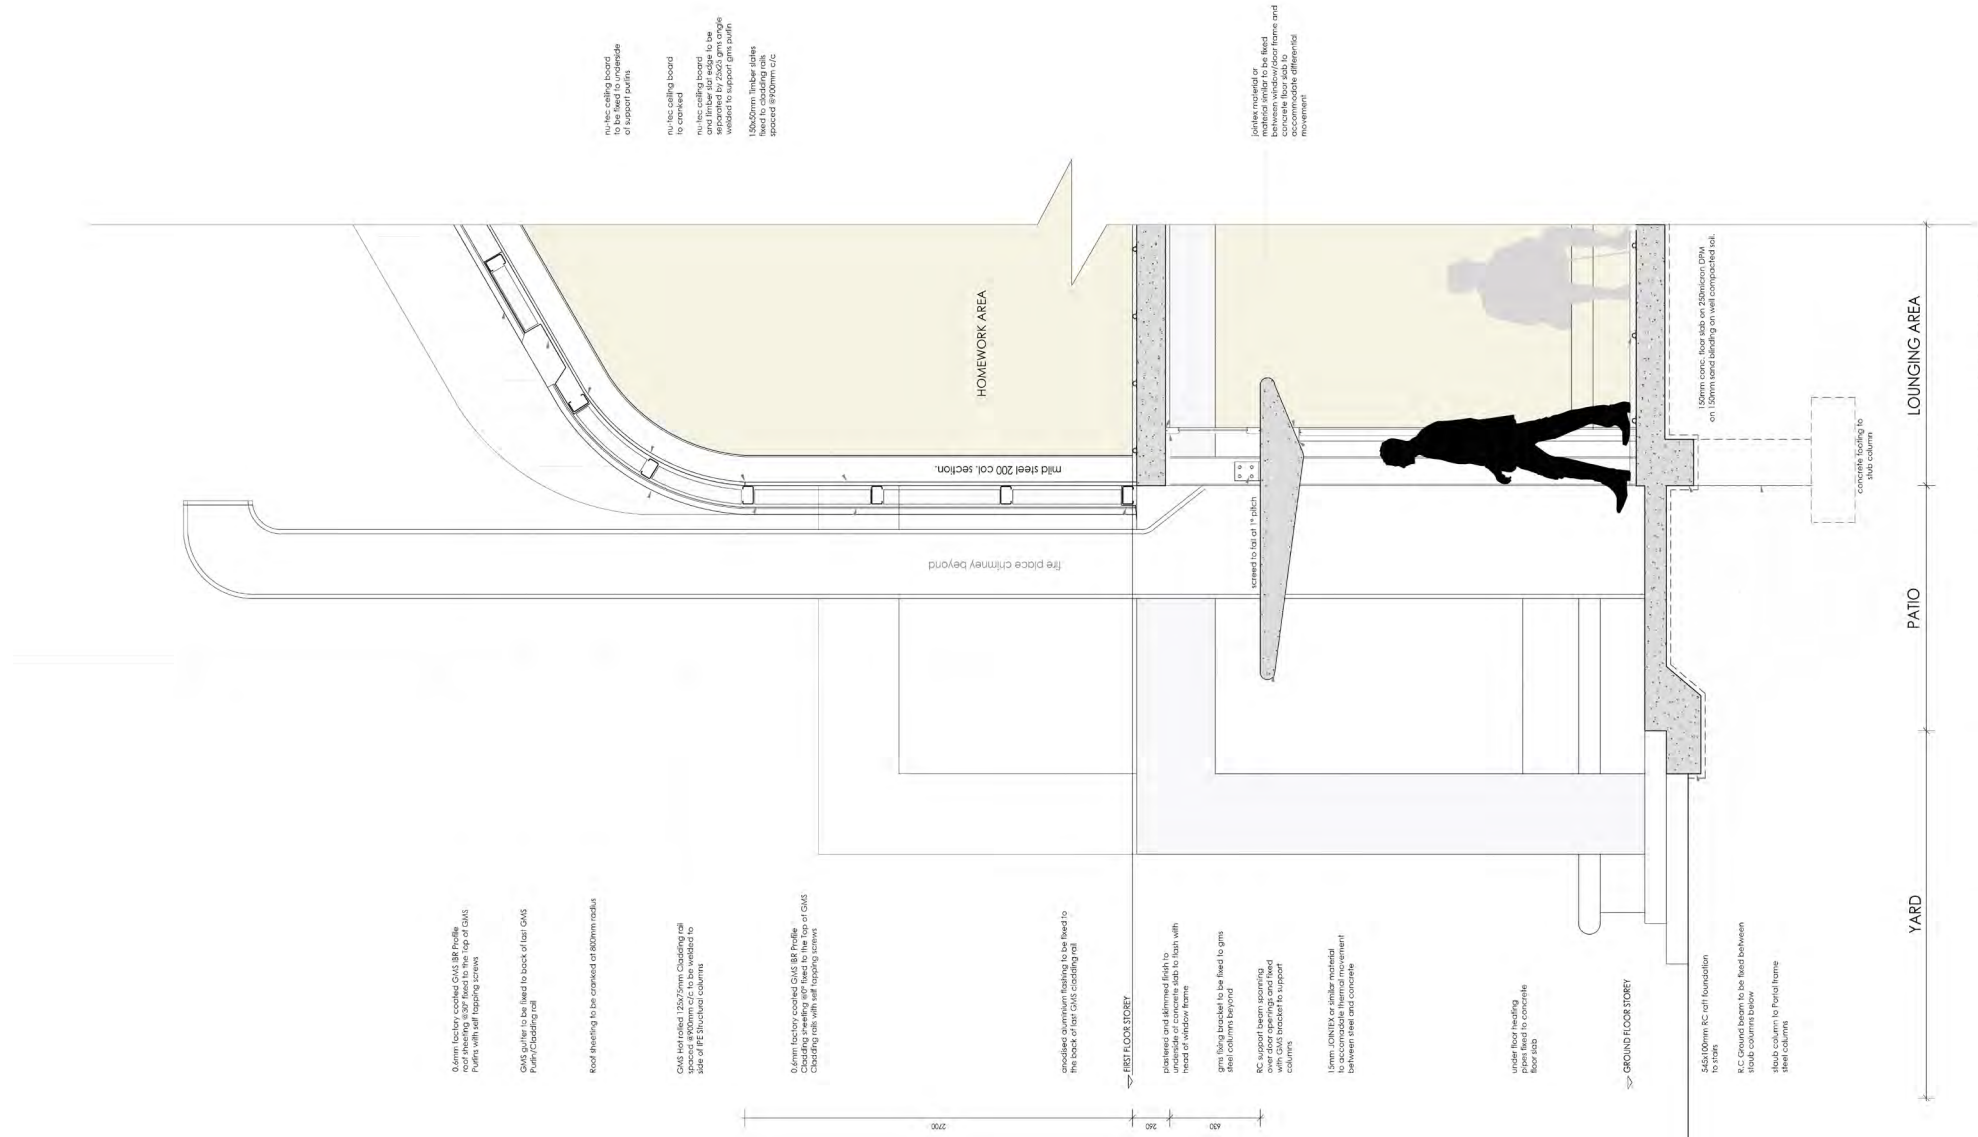 nu-tec ceiling board
to be fixed to underside
of support purlins
nu-tec ceiling board
to cranked
nu-tec ceiling board
and timber slat edge to be
separated by 25x25 gms angle
welded to support gms purlin
150x50mm Timber slates
fixed to cladding rails
spaced @900mm c/c
jointex material or
material similar to be fixed
between window/door frame and
concrete floor slab to
accommodate differential
movement
HOMEWORK AREA
mild steel 200 col. section.
fire place chimney beyond
screed to fall at 1° pitch
150mm conc. floor slab on 250micron DPM
on 150mm sand blinding on well compacted soil.
concrete footing to
stub column
LOUNGING AREA
PATIO
YARD
0.6mm factory coated GMS IBR Profile
roof sheeting @30° fixed to the Top of GMS
Purlins with self tapping screws
GMS gutter to be fixed to back of last GMS
Purlin/Cladding rail
Roof sheeting to be cranked at 800mm radius
GMS Hot rolled 125x75mm Cladding rail
spaced @900mm c/c to be welded to
side of IPE Structural columns
0.6mm factory coated GMS IBR Profile
Cladding sheeting @0° fixed to the Top of GMS
Cladding rails with self tapping screws
anodised aluminium flashing to be fixed to
the back of last GMS cladding rail
FIRST FLOOR STOREY
plastered and skimmed finish to
underside of concrete slab to flash with
head of window frame
gms fixing bracket to be fixed to gms
steel columns beyond
RC support beam spanning
over door openings and fixed
with GMS bracket to support
columns
15mm JOINTEX or similar material
to accomadate thermal movement
between steel and concrete
under floor heating
pipes fixed to concrete
floor slab
GROUND FLOOR STOREY
545x100mm RC raft foundation
to stairs
R.C Ground beam to be fixed between
staub columns below
staub column to Portal frame
steel columns
2700
260
630